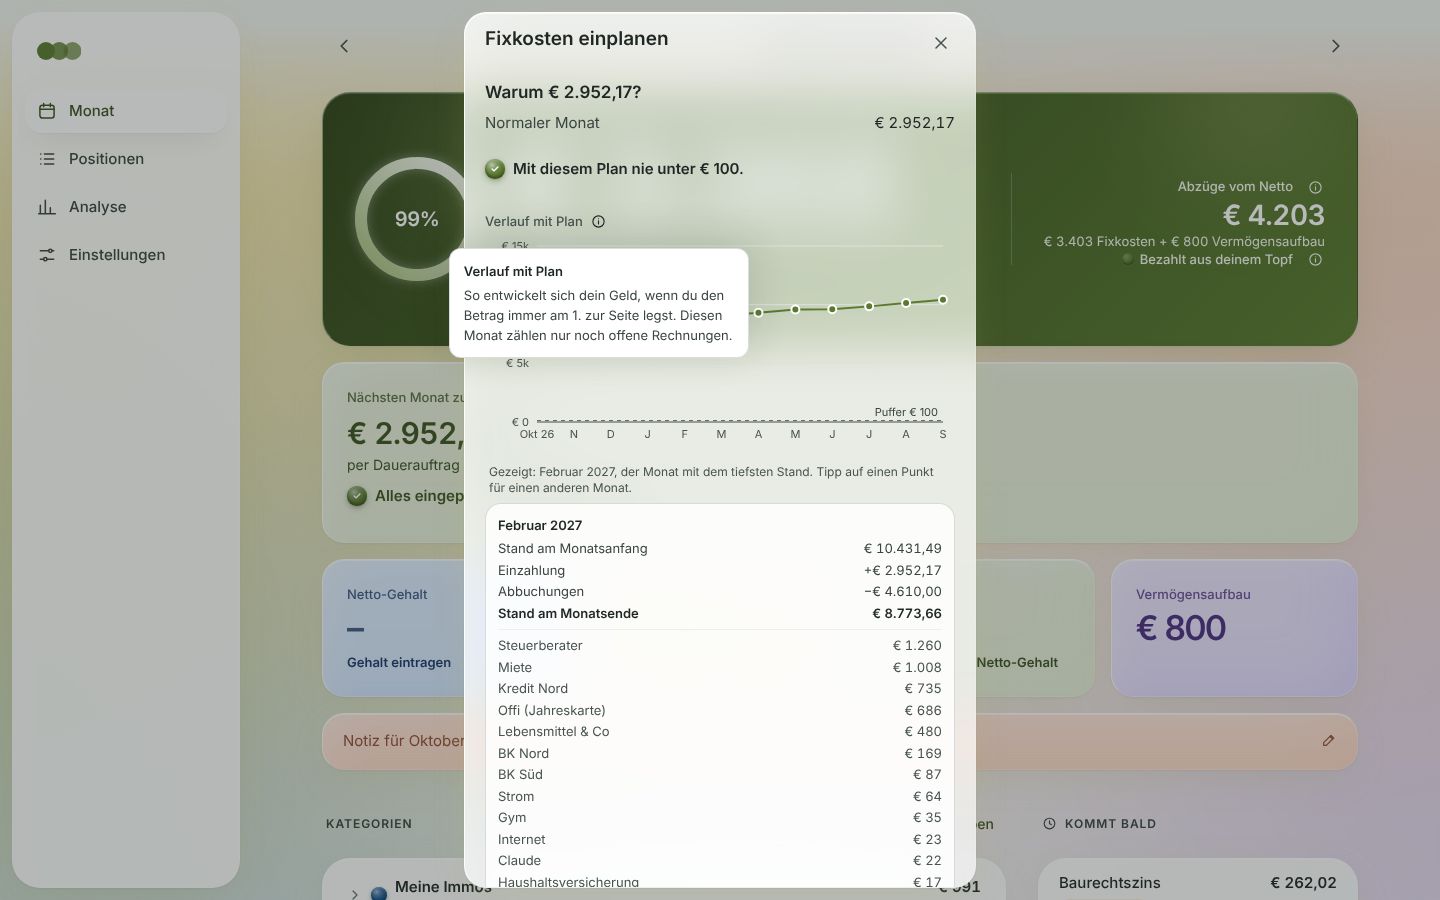 Monat
Positionen
Analyse
Einstellungen
99%
Abzüge vom Netto
€ 4.203
€ 3.403 Fixkosten + € 800 Vermögensaufbau
Bezahlt aus deinem Topf
Nächsten Monat zu
€ 2.952,
per Dauerauftrag
Alles eingep
Netto-Gehalt
–
Gehalt eintragen
Netto-Gehalt
Vermögensaufbau
€ 800
Notiz für Oktober
KATEGORIEN
KOMMT BALD
Meine Immos
Baurechtszins
€ 262,02
Fixkosten einplanen
Warum € 2.952,17?
Normaler Monat
€ 2.952,17
Mit diesem Plan nie unter € 100.
Verlauf mit Plan
€ 15k
Verlauf mit Plan
So entwickelt sich dein Geld, wenn du den
Betrag immer am 1. zur Seite legst. Diesen
Monat zählen nur noch offene Rechnungen.
€ 5k
Puffer € 100
€ 0
Okt 26 N D J F M A M J J A S
Gezeigt: Februar 2027, der Monat mit dem tiefsten Stand. Tipp auf einen Punkt
für einen anderen Monat.
Februar 2027
Stand am Monatsanfang € 10.431,49
Einzahlung +€ 2.952,17
Abbuchungen −€ 4.610,00
Stand am Monatsende € 8.773,66
Steuerberater € 1.260
Miete € 1.008
Kredit Nord € 735
Offi (Jahreskarte) € 686
Lebensmittel & Co € 480
BK Nord € 169
BK Süd € 87
Strom € 64
Gym € 35
Internet € 23
Claude € 22
Haushaltsversicherung € 17